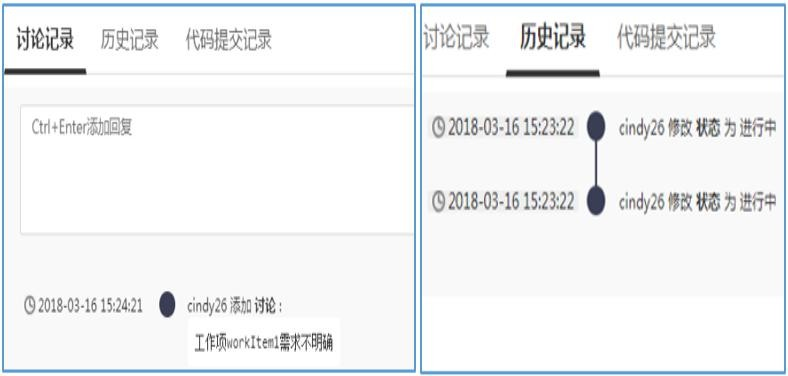 讨论记录 历史记录 代码提交记录
Ctrl+Enter添加回复
2018-03-16 15:24:21 cindy26 添加 讨论 :
工作项workItem1需求不明确
讨论记录 历史记录 代码提交记录
2018-03-16 15:23:22 cindy26 修改 状态 为 进行中
2018-03-16 15:23:22 cindy26 修改 状态 为 进行中